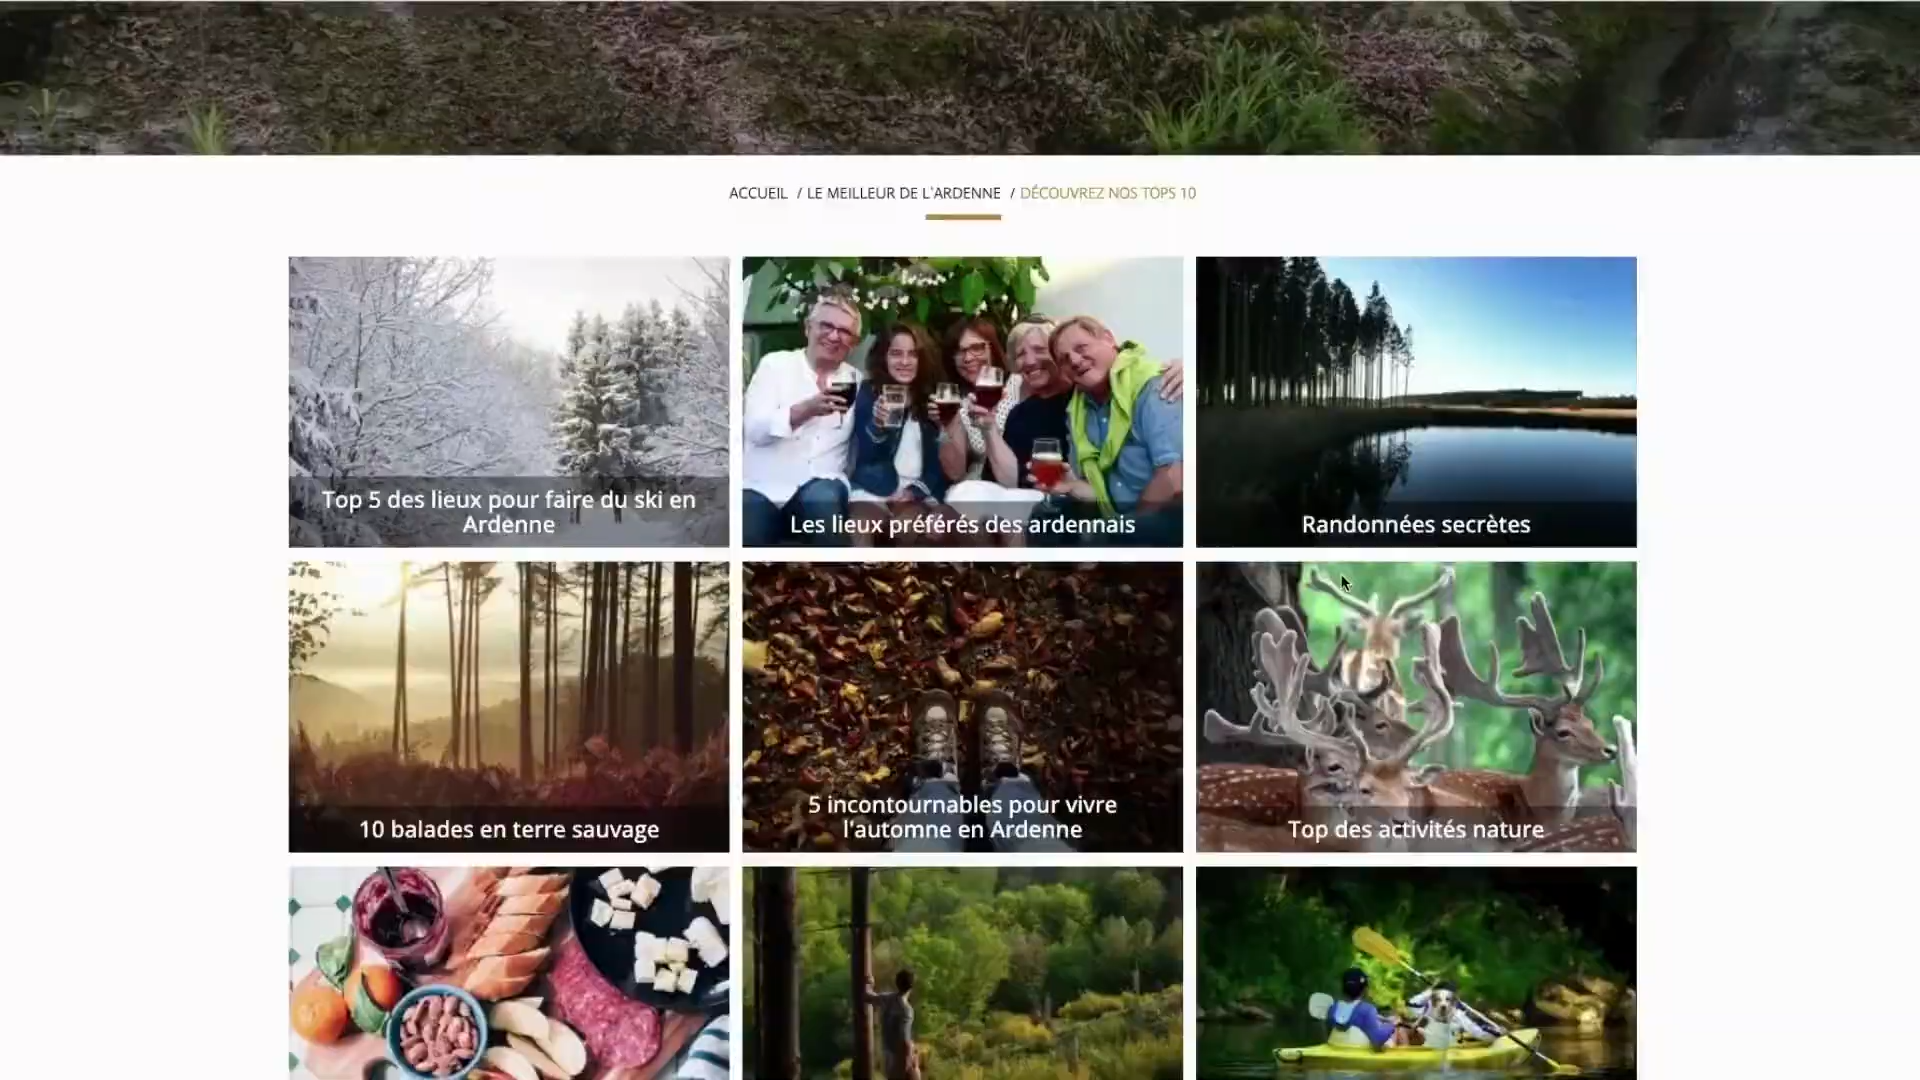 ACCUEIL / LE MEILLEUR DE L'ARDENNE / DÉCOUVREZ NOS TOPS 10
Top 5 des lieux pour faire du ski en
Ardenne
Les lieux préférés des ardennais
Randonnées secrètes
10 balades en terre sauvage
5 incontournables pour vivre
l'automne en Ardenne
Top des activités nature